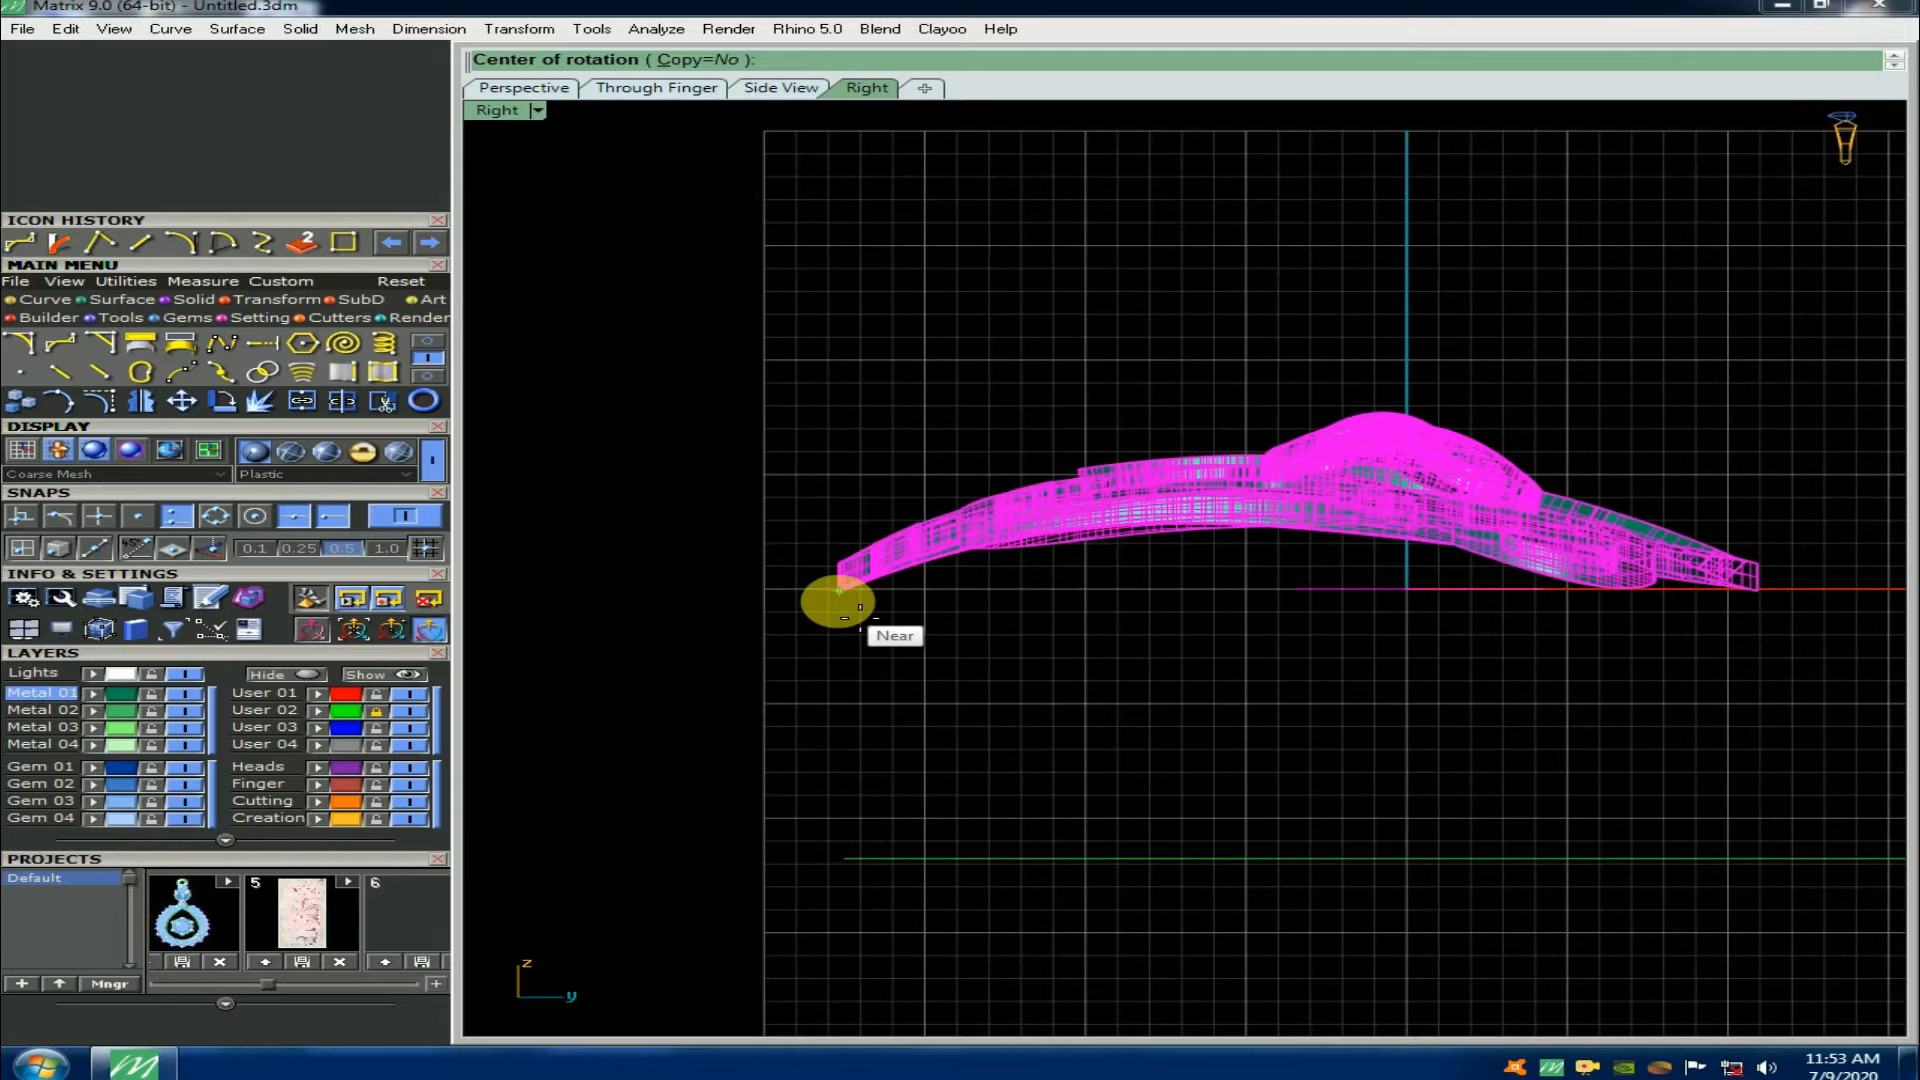 Matrix 9.0 (64-bit) - Untitled.3dm
File Edit View Curve Surface Solid Mesh Dimension Transform Tools Analyze Render Rhino 5.0 Blend Clayoo Help
Center of rotation ( Copy=No ):
Perspective Through Finger Side View Right
Right
ICON HISTORY
2
MAIN MENU
File View Utilities Measure Custom Reset
Curve Surface Solid Transform SubD Art
Builder Tools Gems Setting Cutters Render
DISPLAY
Coarse Mesh Plastic
SNAPS
45°
0.1 0.25 0.5 1.0
INFO & SETTINGS
Near
LAYERS
Lights Hide Show
Metal 01 User 01
Metal 02 User 02
Metal 03 User 03
Metal 04 User 04
Gem 01 Heads
Gem 02 Finger
Gem 03 Cutting
Gem 04 Creation
PROJECTS
Default 5 6
Mngr
z
y
11:53 AM
7/9/2020